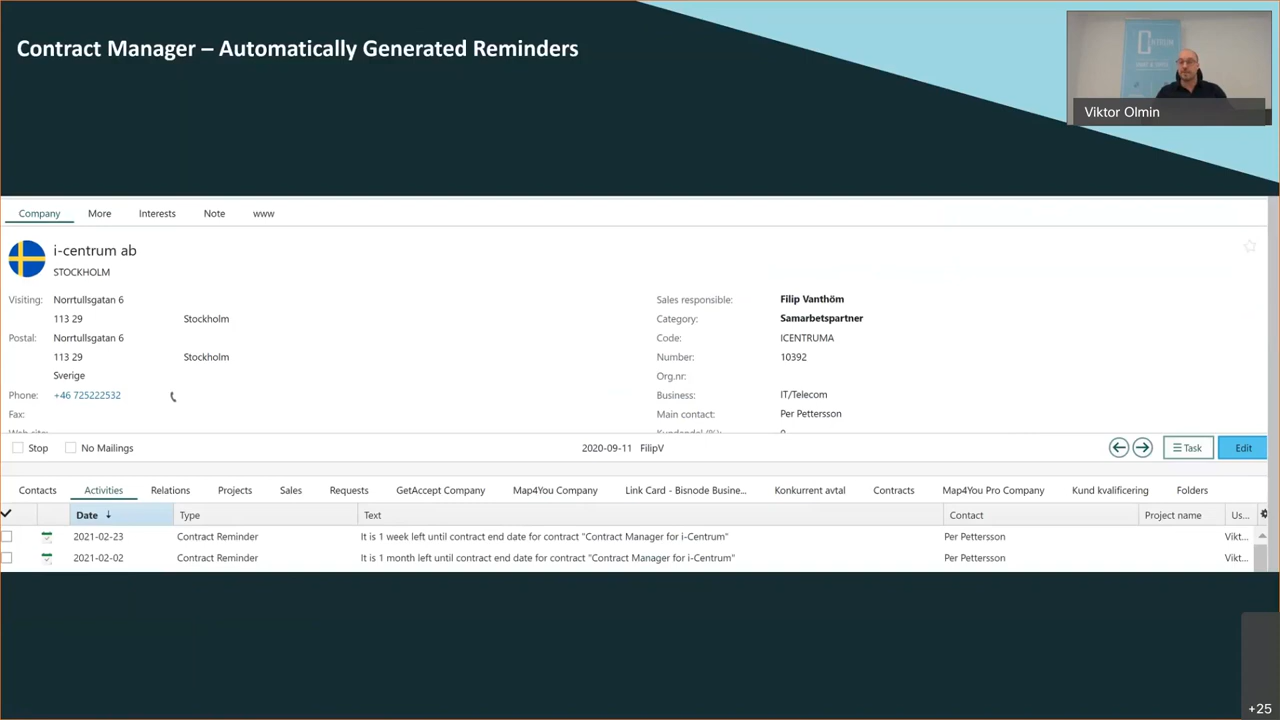 Contract Manager – Automatically Generated Reminders
Viktor Olmin
Company More Interests Note www
i-centrum ab
STOCKHOLM
Visiting: Norrtullsgatan 6 Sales responsible: Filip Vanthöm
113 29 Stockholm Category: Samarbetspartner
Postal: Norrtullsgatan 6 Code: ICENTRUMA
113 29 Stockholm Number: 10392
Sverige Org.nr:
Phone: +46 725222532 Business: IT/Telecom
Fax: Main contact: Per Pettersson
Stop No Mailings 2020-09-11 FilipV Task Edit
Contacts Activities Relations Projects Sales Requests GetAccept Company Map4You Company Link Card - Bisnode Busine... Konkurrent avtal Contracts Map4You Pro Company Kund kvalificering Folders
Date Type Text Contact Project name Us...
2021-02-23 Contract Reminder It is 1 week left until contract end date for contract "Contract Manager for i-Centrum" Per Pettersson Vikt...
2021-02-02 Contract Reminder It is 1 month left until contract end date for contract "Contract Manager for i-Centrum" Per Pettersson Vikt...
+25